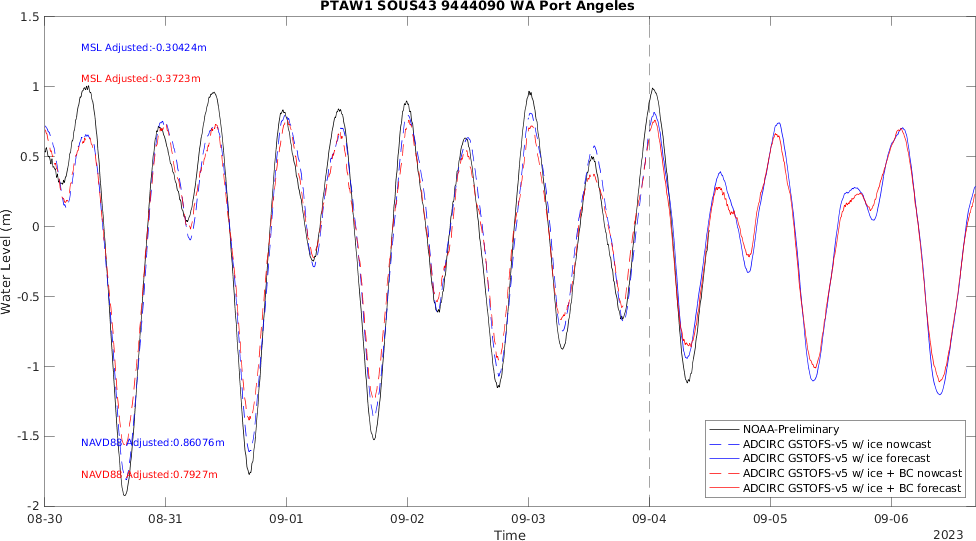 PTAW1 SOUS43 9444090 WA Port Angeles
1.5
MSL Adjusted:-0.30424m
MSL Adjusted:-0.3723m
1
0.5
0
-0.5
-1
-1.5
-2
Water Level (m)
NAVD88 Adjusted:0.86076m
NAVD88 Adjusted:0.7927m
NOAA-Preliminary
ADCIRC GSTOFS-v5 w/ ice nowcast
ADCIRC GSTOFS-v5 w/ ice forecast
ADCIRC GSTOFS-v5 w/ ice + BC nowcast
ADCIRC GSTOFS-v5 w/ ice + BC forecast
08-30 08-31 09-01 09-02 09-03 09-04 09-05 09-06
Time
2023